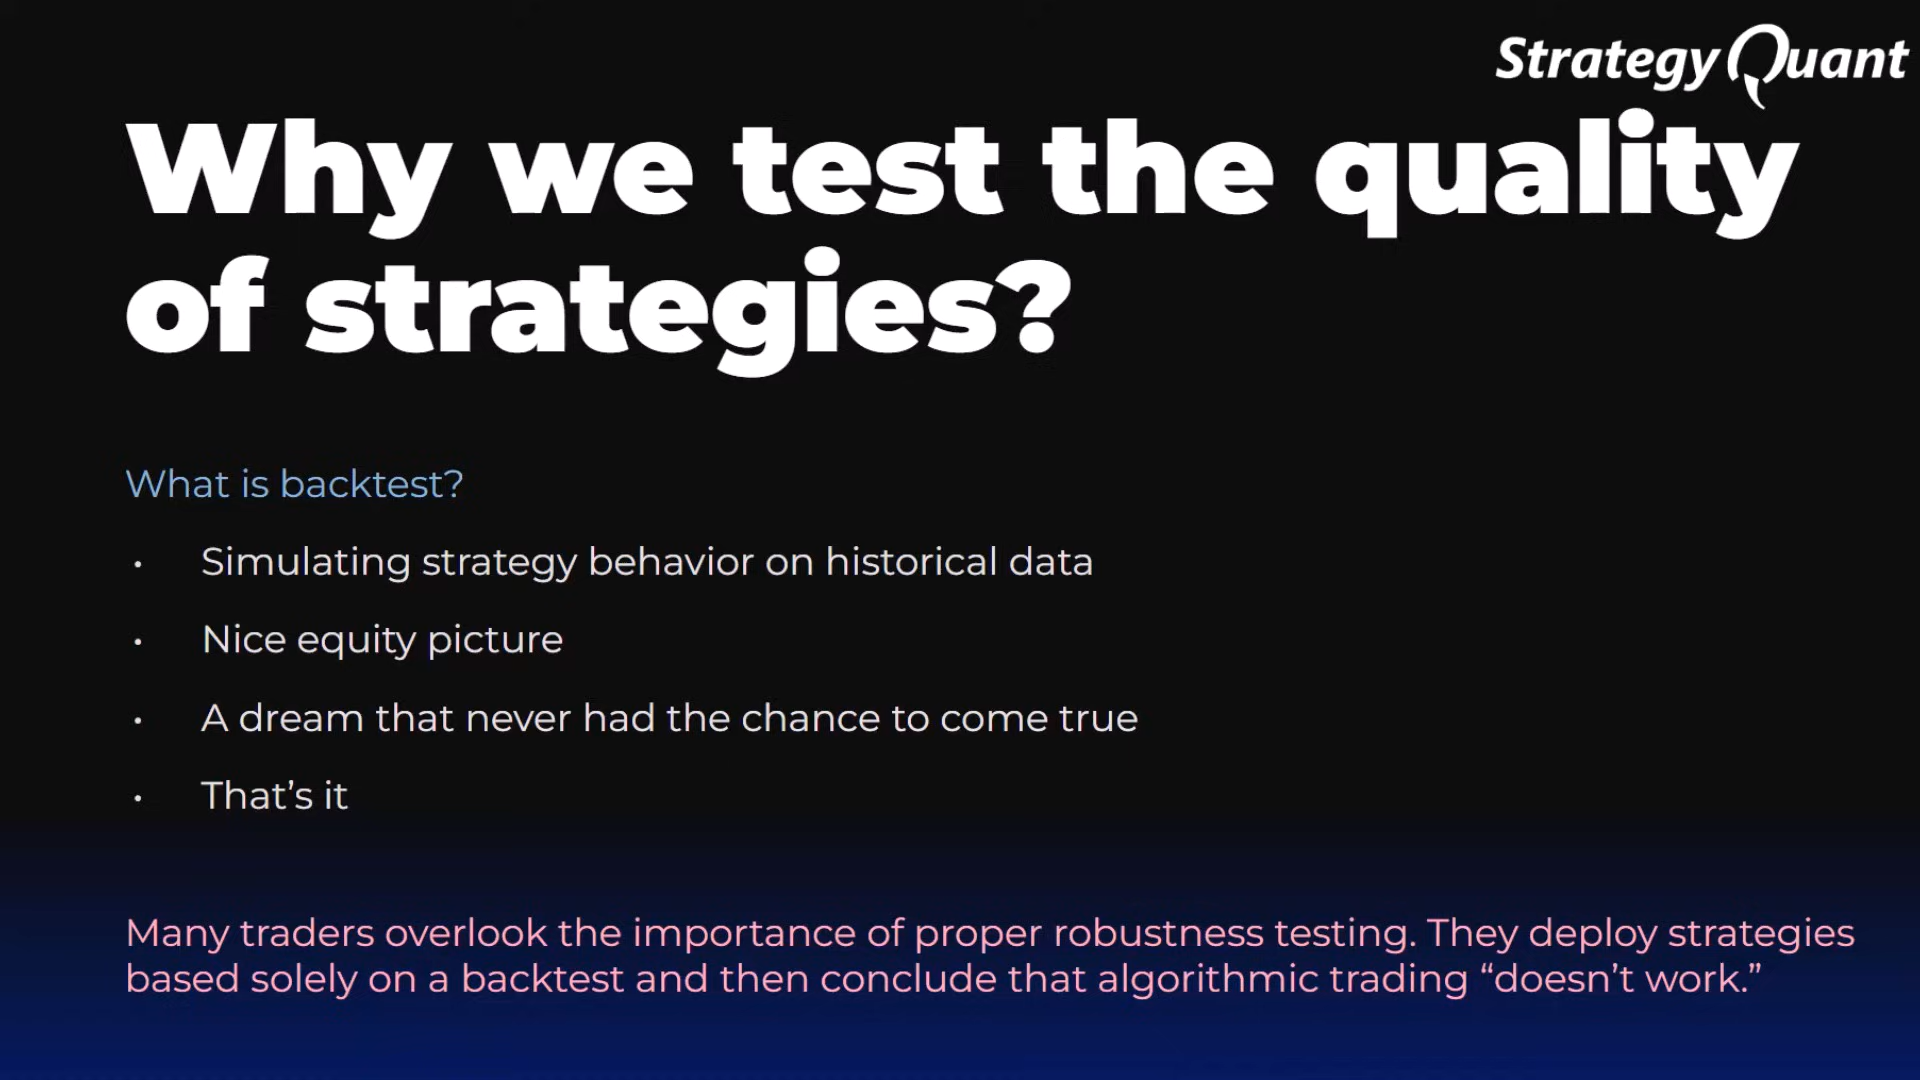 StrategyQuant
Why we test the quality
of strategies?
What is backtest?
• Simulating strategy behavior on historical data
• Nice equity picture
• A dream that never had the chance to come true
• That’s it
Many traders overlook the importance of proper robustness testing. They deploy strategies
based solely on a backtest and then conclude that algorithmic trading “doesn’t work.”